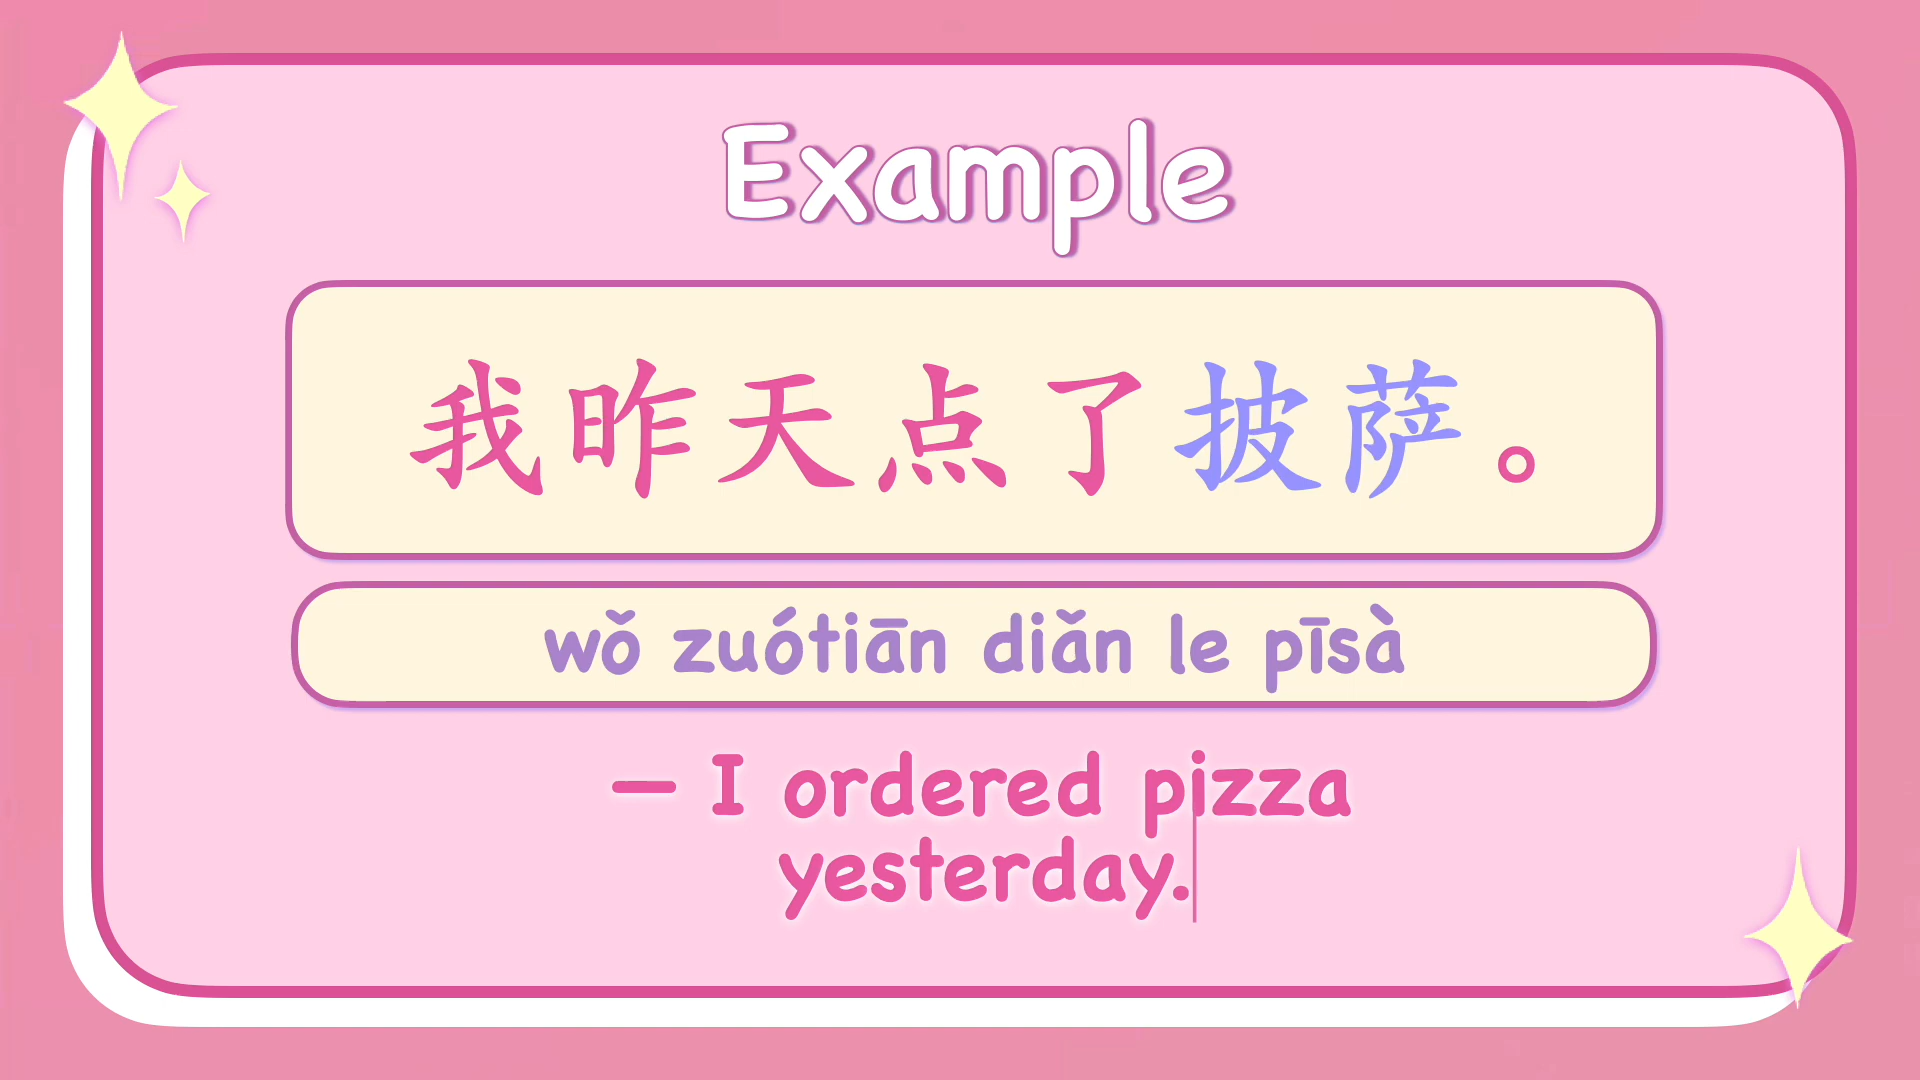 Example
我昨天点了披萨。
wǒ zuótiān diǎn le pīsà
— I ordered pizza
yesterday.